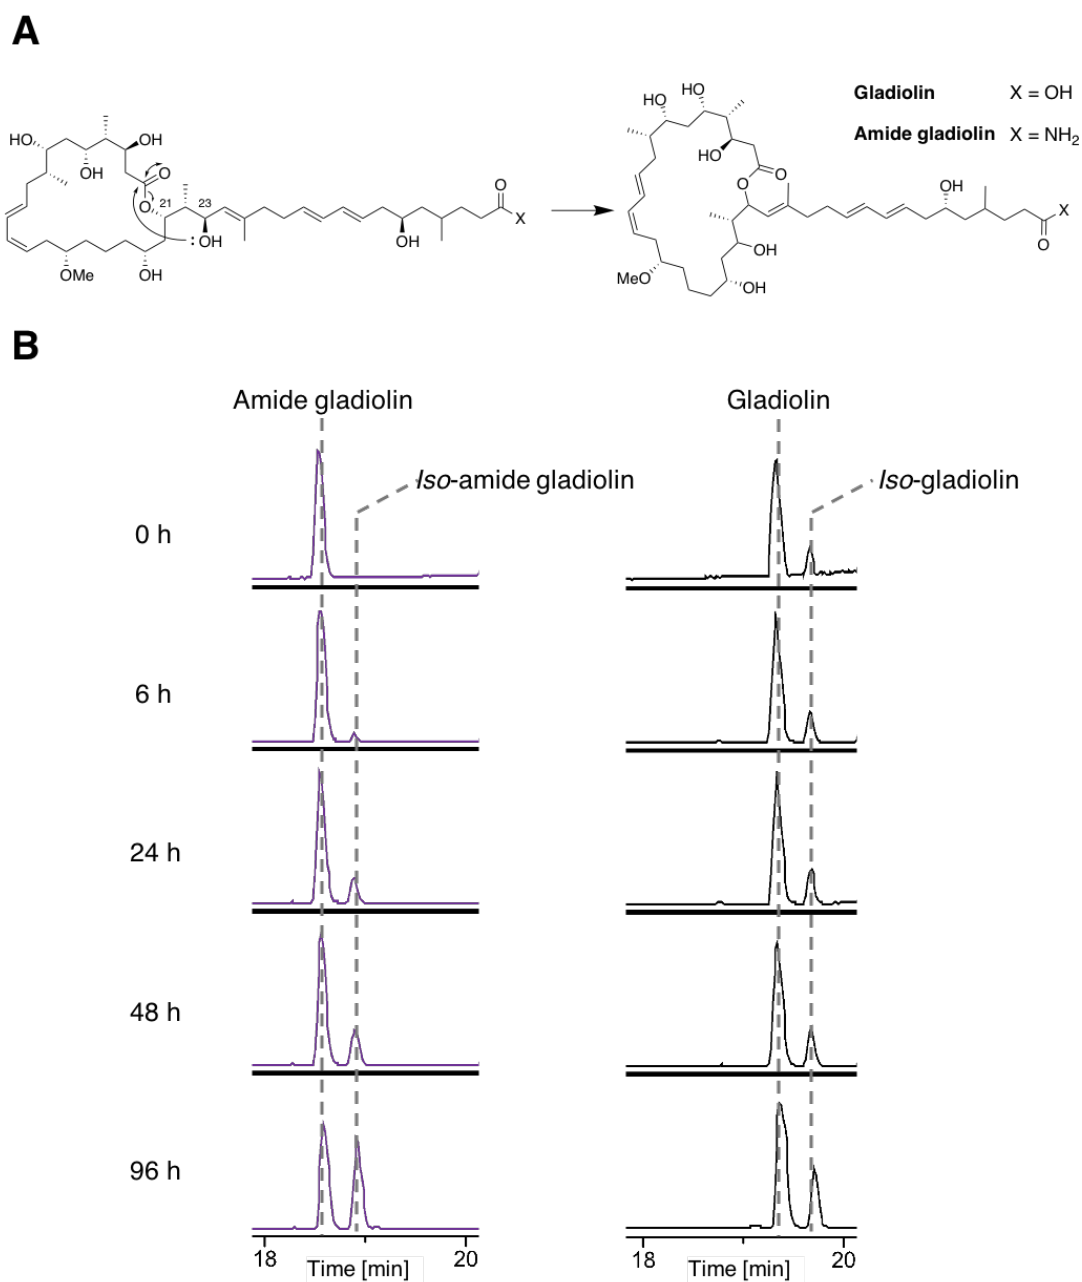 A
Gladiolin X = OH
Amide gladiolin X = NH2
HO
OH
OH
O
O
21
23
:OH
OMe
OH
OH
O
X
HO
HO
HO
O
O
OH
MeO
OH
OH
X
O
B
Amide gladiolin
Gladiolin
Iso-amide gladiolin
Iso-gladiolin
0 h
6 h
24 h
48 h
96 h
18
20
Time [min]
18
20
Time [min]